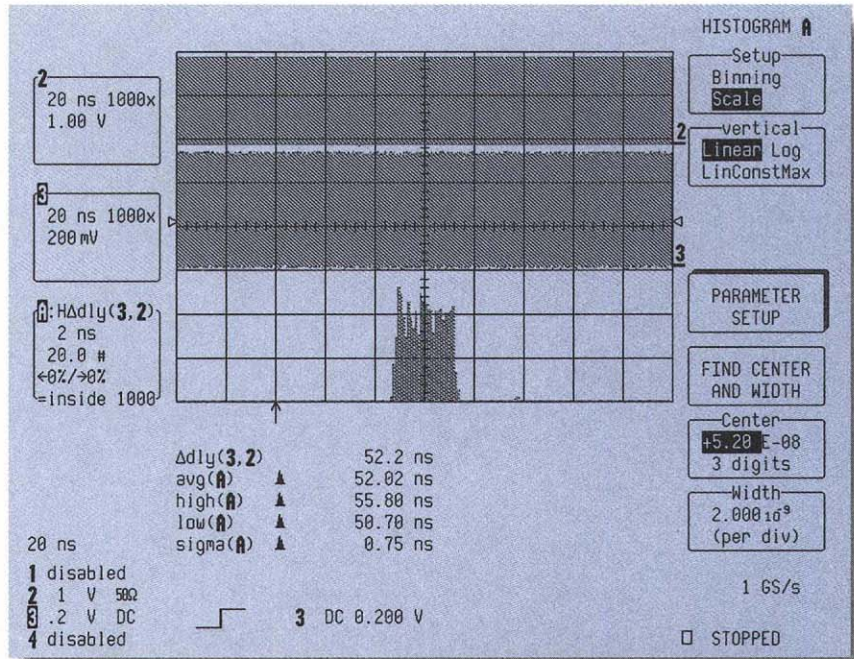 HISTOGRAM A
2
20 ns 1000x
1.00 V
3
20 ns 1000x
200 mV
A:HΔdly(3,2)
2 ns
20.0 #
←0%/→0%
=inside 1000
2
3
Setup
Binning
Scale
vertical
Linear Log
LinConstMax
PARAMETER
SETUP
FIND CENTER
AND WIDTH
Center
+5.20 E-08
3 digits
Width
2.000 10⁻⁹
(per div)
Δdly(3,2) 52.2 ns
avg(A) 52.02 ns
high(A) 55.80 ns
low(A) 50.70 ns
sigma(A) 0.75 ns
20 ns
1 disabled
2 1 V 50Ω
3 .2 V DC
4 disabled
3 DC 0.200 V
1 GS/s
□ STOPPED